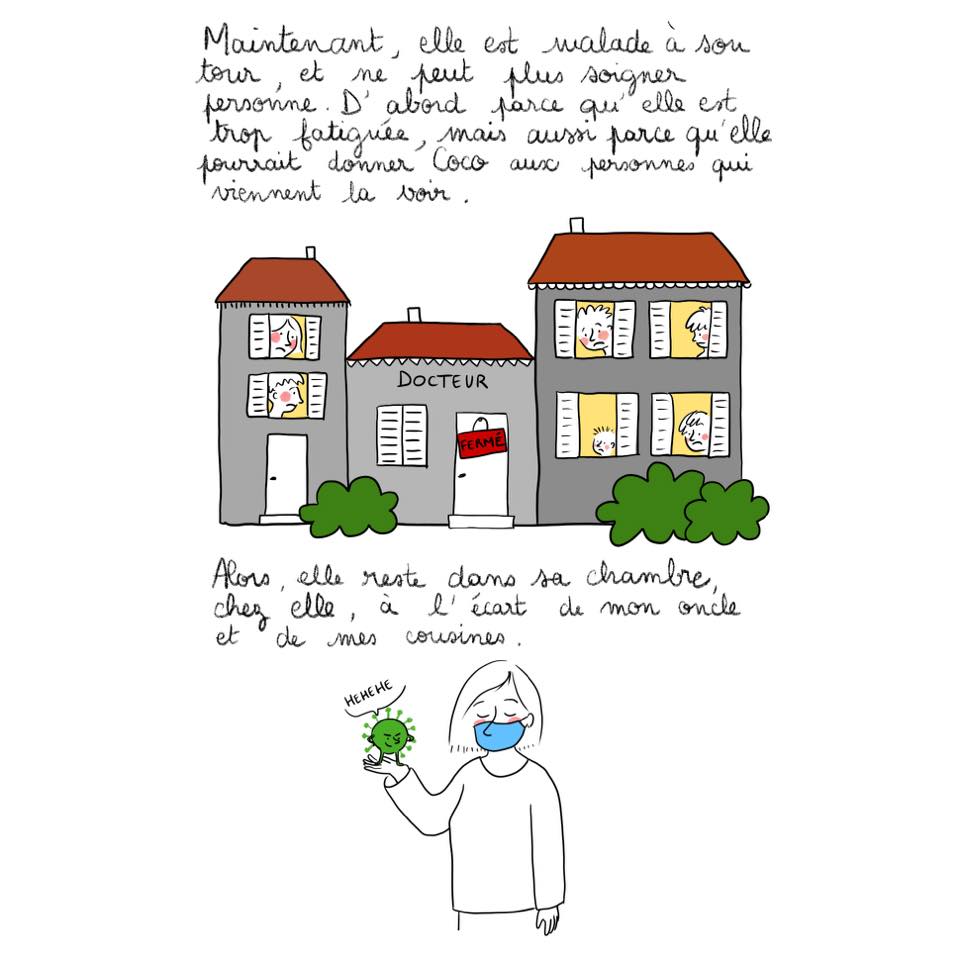 Maintenant, elle est malade à son
tour, et ne peut plus soigner
personne. D'abord parce qu'elle est
trop fatiguée, mais aussi parce qu'elle
pourrait donner Coco aux personnes qui
viennent la voir.
DOCTEUR
FERMÉ
Alors, elle reste dans sa chambre,
chez elle, à l'écart de mon oncle
et de mes cousines.
HEHEHE